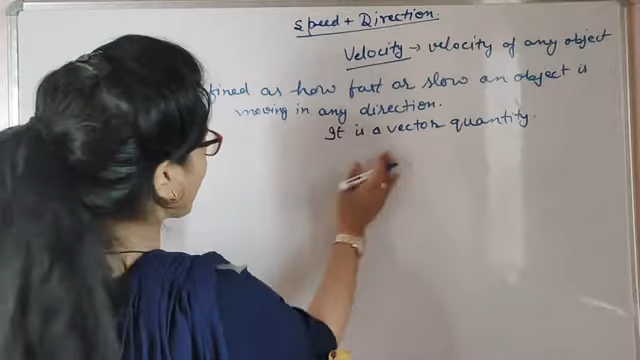 Speed + Direction.
Velocity → velocity of any object
fined as how fast or slow an object is
moving in any direction.
It is a vector quantity.